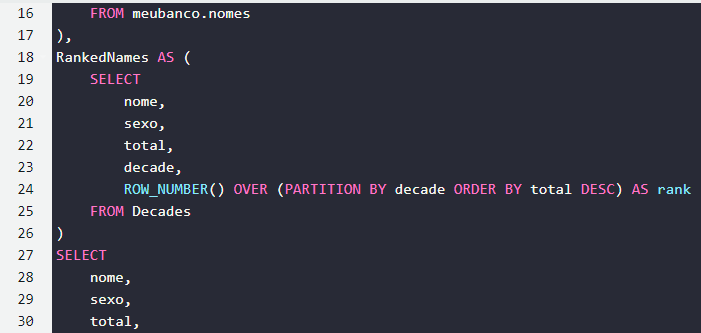 16 FROM meubanco.nomes
17 ),
18 RankedNames AS (
19 SELECT
20 nome,
21 sexo,
22 total,
23 decade,
24 ROW_NUMBER() OVER (PARTITION BY decade ORDER BY total DESC) AS rank
25 FROM Decades
26 )
27 SELECT
28 nome,
29 sexo,
30 total,